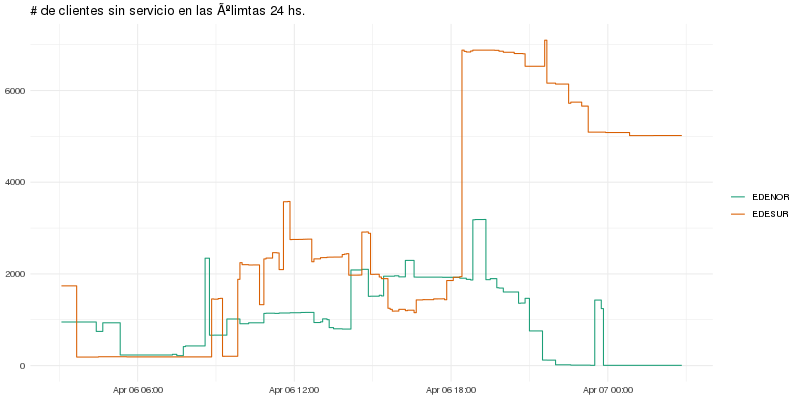 # de clientes sin servicio en las Ãºlimtas 24 hs.
6000
4000
2000
0
Apr 06 06:00
Apr 06 12:00
Apr 06 18:00
Apr 07 00:00
EDENOR
EDESUR